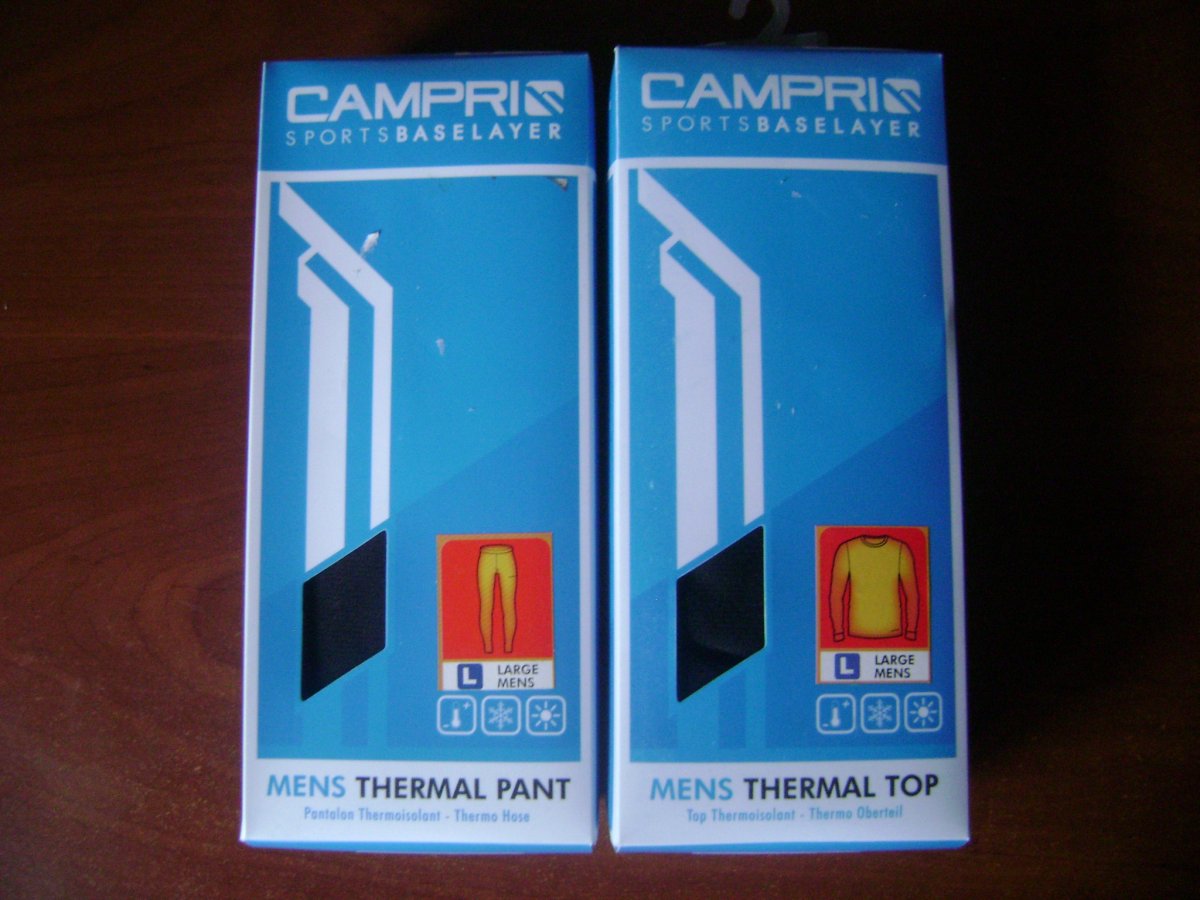 CAMPRI
SPORTSBASELAYER
L LARGE
MENS
MENS THERMAL PANT
Pantalon Thermoisolant - Thermo Hose
CAMPRI
SPORTSBASELAYER
L LARGE
MENS
MENS THERMAL TOP
Top Thermoisolant - Thermo Oberteil